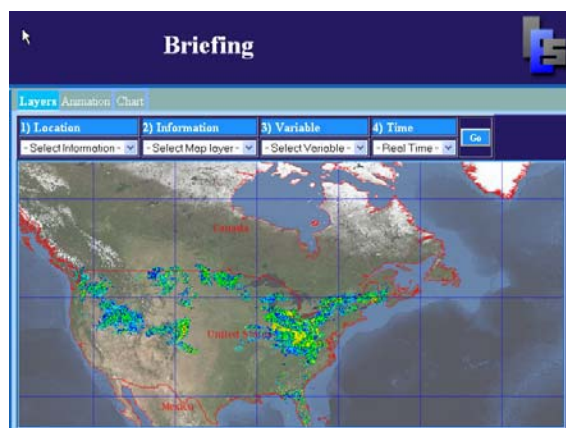 Briefing
Layers Animation Chart
1) Location 2) Information 3) Variable 4) Time
Go
- Select Information - - Select Map layer - - Select Variable - - Real Time -
Canada
United States
Mexico